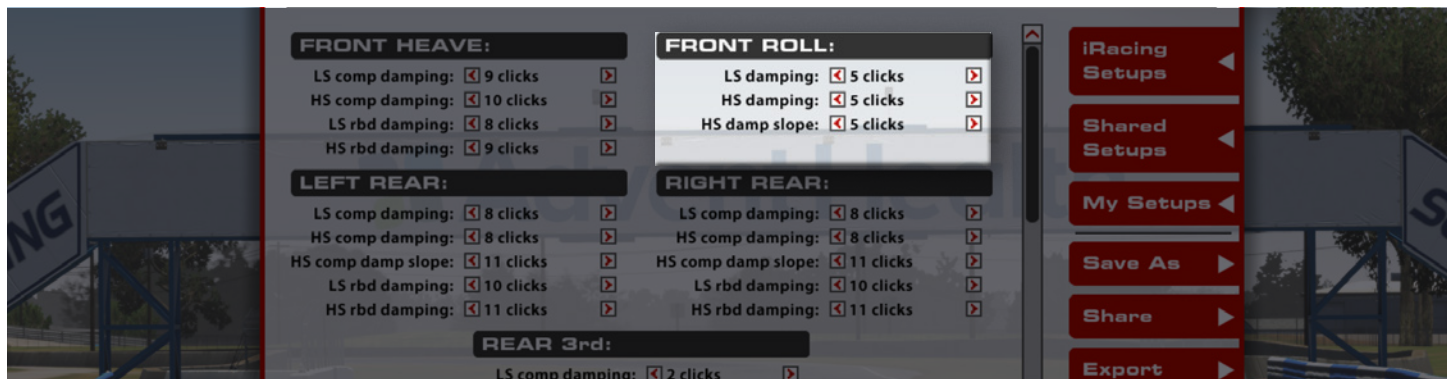 FRONT HEAVE:
LS comp damping: 9 clicks
HS comp damping: 10 clicks
LS rbd damping: 8 clicks
HS rbd damping: 9 clicks
FRONT ROLL:
LS damping: 5 clicks
HS damping: 5 clicks
HS damp slope: 5 clicks
LEFT REAR:
LS comp damping: 8 clicks
HS comp damping: 8 clicks
HS comp damp slope: 11 clicks
LS rbd damping: 10 clicks
HS rbd damping: 11 clicks
RIGHT REAR:
LS comp damping: 8 clicks
HS comp damping: 8 clicks
HS comp damp slope: 11 clicks
LS rbd damping: 10 clicks
HS rbd damping: 11 clicks
REAR 3rd:
LS comp damping: 2 clicks
iRacing
Setups
Shared
Setups
My Setups
Save As
Share
Export
AdventHealth
NG